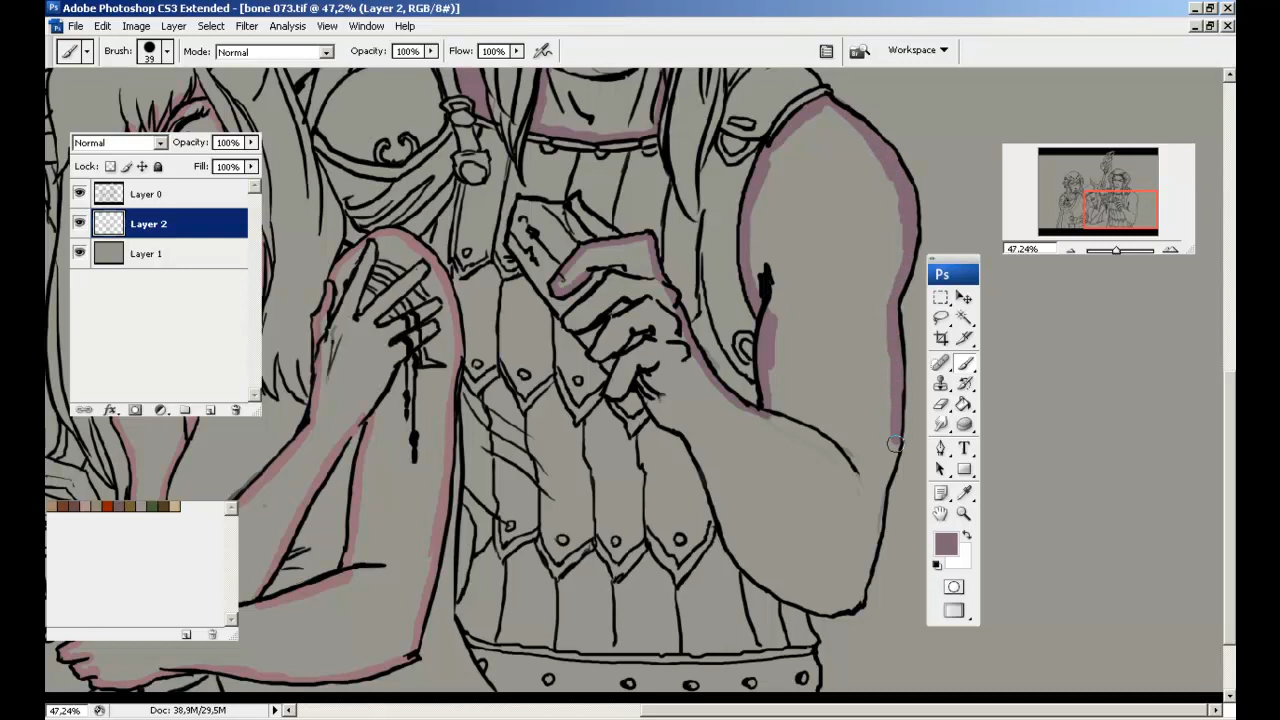 Adobe Photoshop CS3 Extended - [bone 073.tif @ 47,2% (Layer 2, RGB/8#)]
File Edit Image Layer Select Filter Analysis View Window Help
Brush: 39 Mode: Normal Opacity: 100% Flow: 100% Workspace
Normal Opacity: 100%
Lock: Fill: 100%
Layer 0
Layer 2
Layer 1
47.24%
Ps
T
47,24% Doc: 38,9M/29,5M